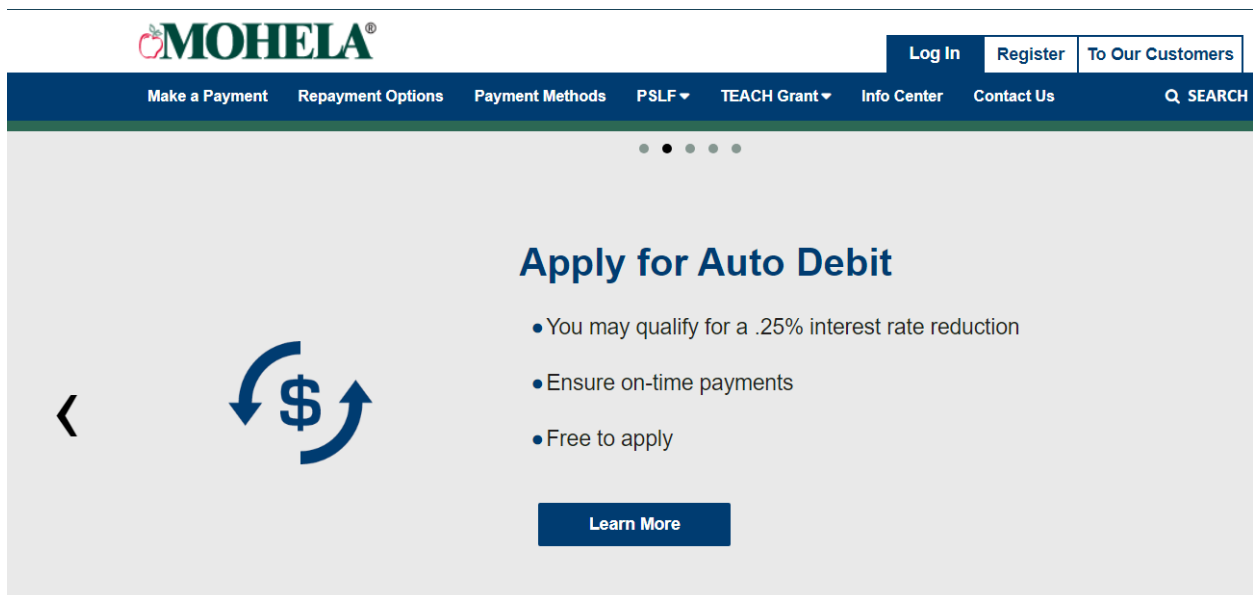 MOHELA®
Log In Register To Our Customers
Make a Payment Repayment Options Payment Methods PSLF TEACH Grant Info Center Contact Us SEARCH
Apply for Auto Debit
•You may qualify for a .25% interest rate reduction
•Ensure on-time payments
•Free to apply
$
Learn More